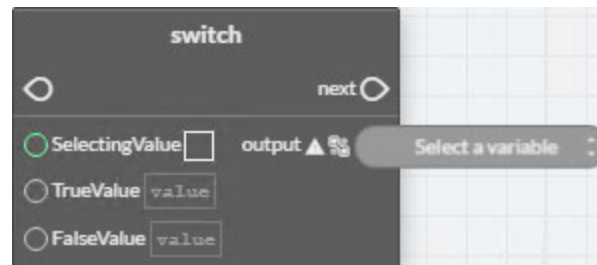 switch
next
SelectingValue output Select a variable
TrueValue value
FalseValue value